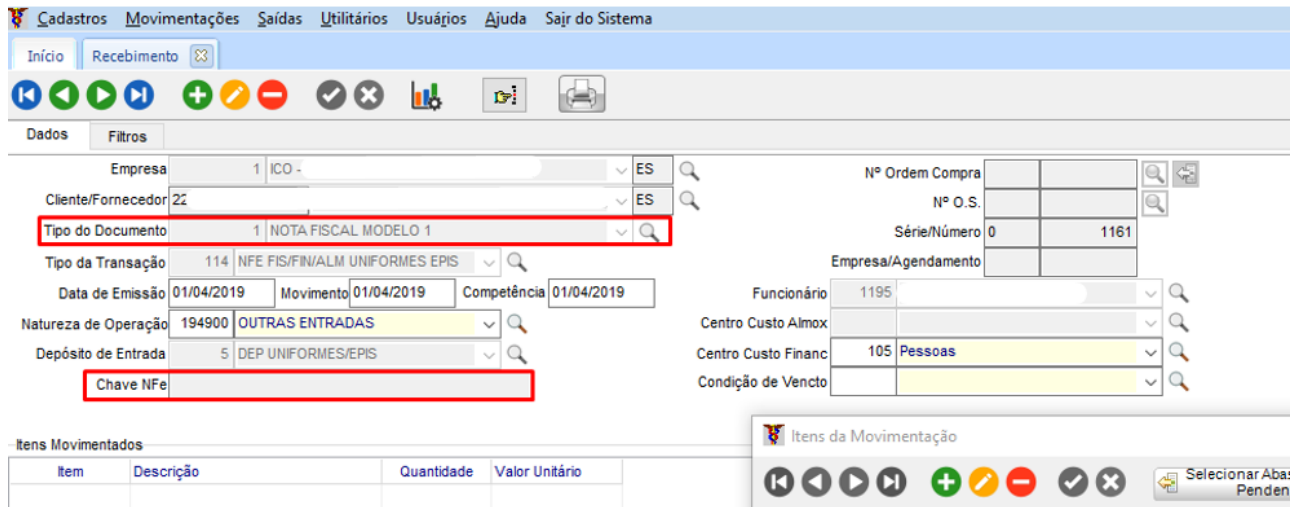 Cadastros Movimentações Saídas Utilitários Usuários Ajuda Sair do Sistema
Início Recebimento
Dados Filtros
Empresa 1 ICO - ES
Nº Ordem Compra
Cliente/Fornecedor 22 ES
Nº O.S.
Tipo do Documento 1 NOTA FISCAL MODELO 1
Série/Número 0 1161
Tipo da Transação 114 NFE FIS/FIN/ALM UNIFORMES EPIS
Empresa/Agendamento
Data de Emissão 01/04/2019 Movimento 01/04/2019 Competência 01/04/2019
Funcionário 1195
Natureza de Operação 194900 OUTRAS ENTRADAS
Centro Custo Almox
Depósito de Entrada 5 DEP UNIFORMES/EPIS
Centro Custo Financ 105 Pessoas
Chave NFe
Condição de Vencto
Itens Movimentados
Itens da Movimentação
Item Descrição Quantidade Valor Unitário
Selecionar Abas
Penden